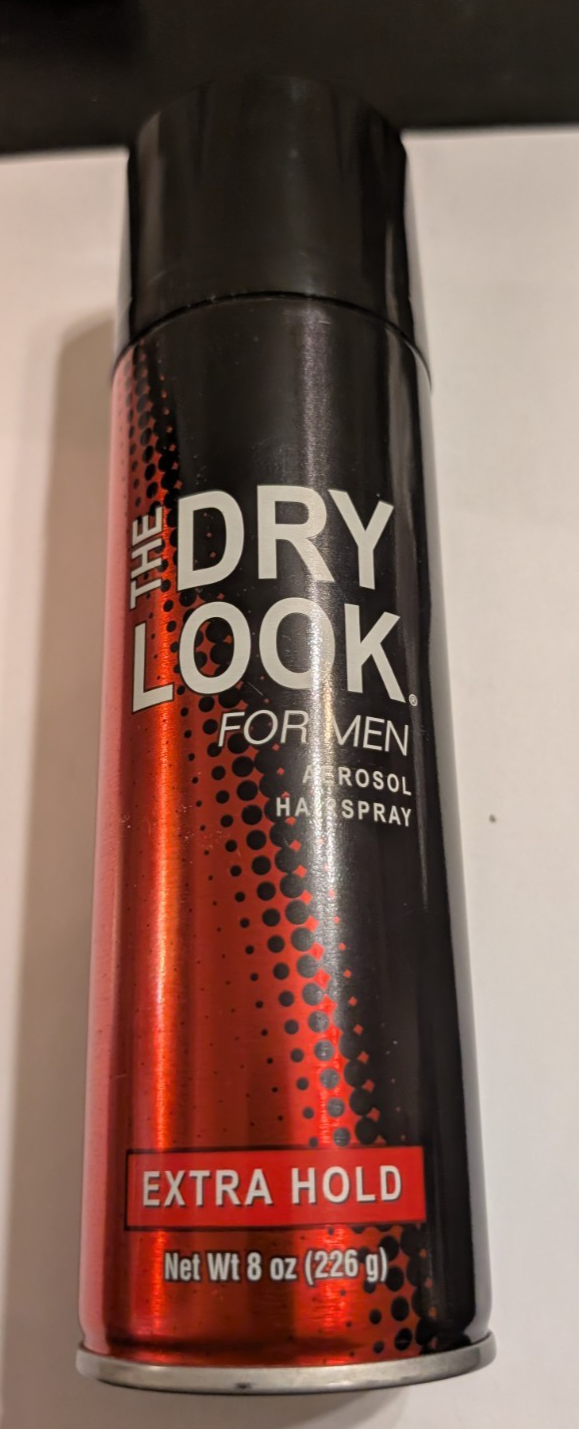 THE
DRY
LOOK®
FOR MEN
AEROSOL
HAIRSPRAY
EXTRA HOLD
Net Wt 8 oz (226 g)